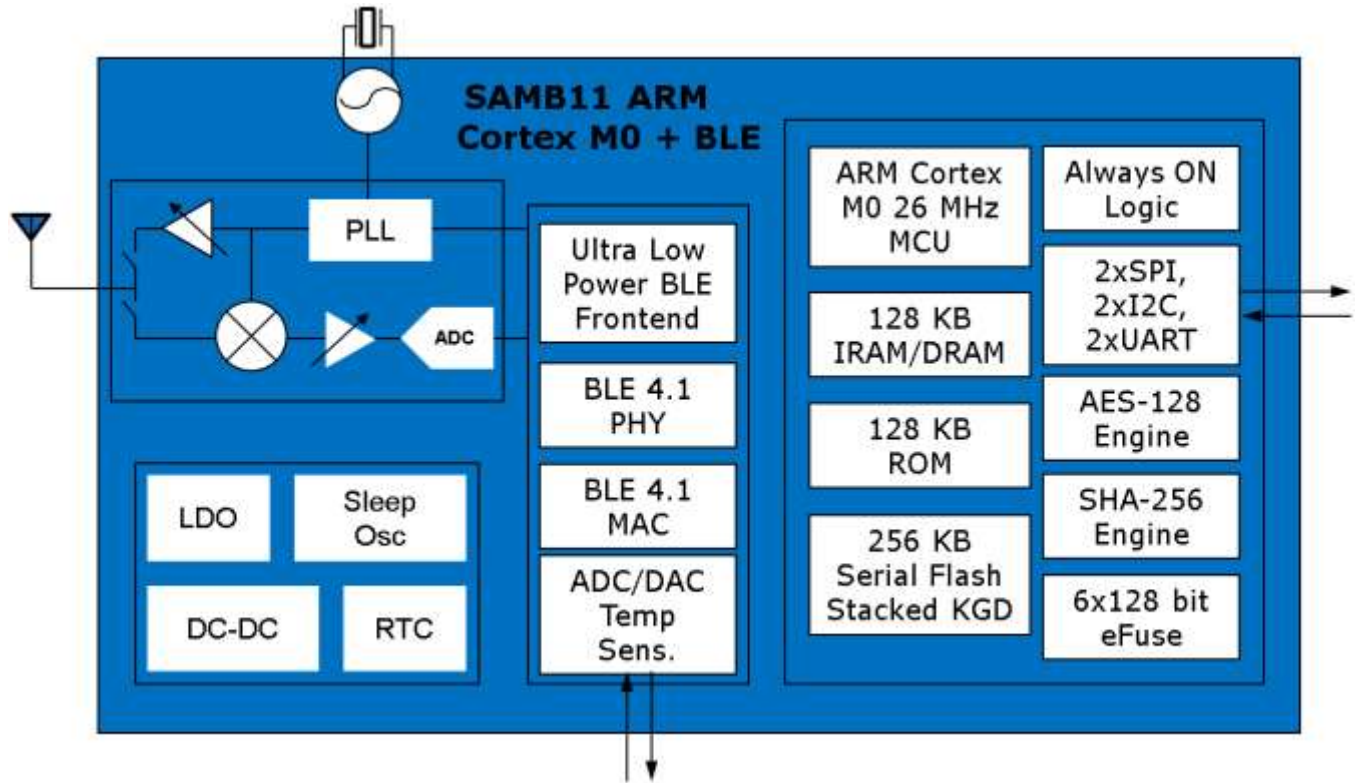 SAMB11 ARM
Cortex M0 + BLE
PLL
ADC
LDO
Sleep
Osc
DC-DC
RTC
Ultra Low
Power BLE
Frontend
BLE 4.1
PHY
BLE 4.1
MAC
ADC/DAC
Temp
Sens.
ARM Cortex
M0 26 MHz
MCU
128 KB
IRAM/DRAM
128 KB
ROM
256 KB
Serial Flash
Stacked KGD
Always ON
Logic
2xSPI,
2xI2C,
2xUART
AES-128
Engine
SHA-256
Engine
6x128 bit
eFuse